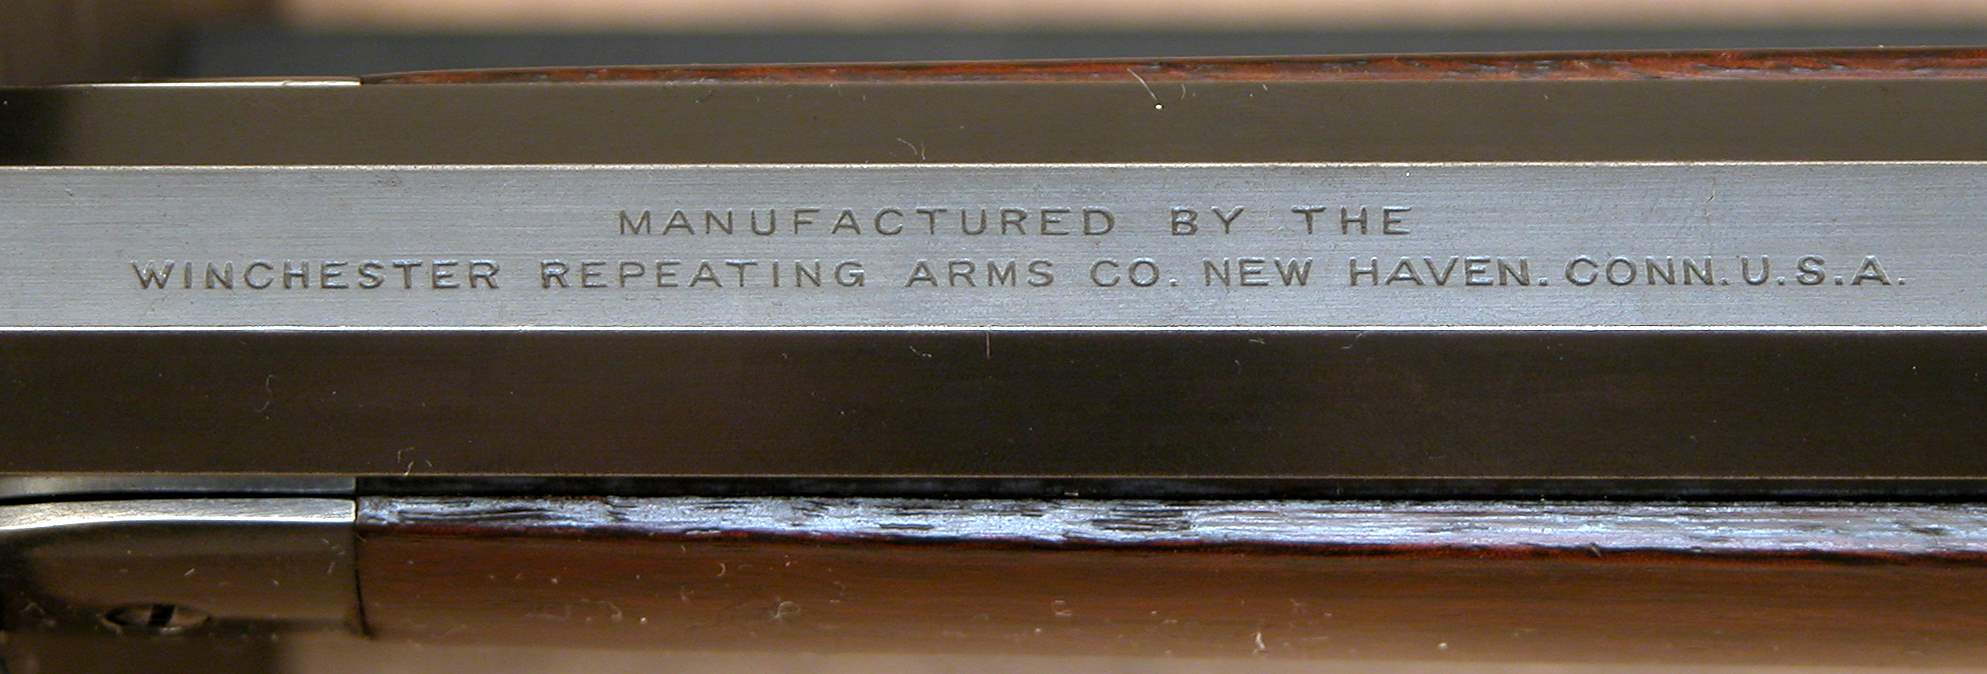 MANUFACTURED BY THE
WINCHESTER REPEATING ARMS CO. NEW HAVEN. CONN. U.S.A.